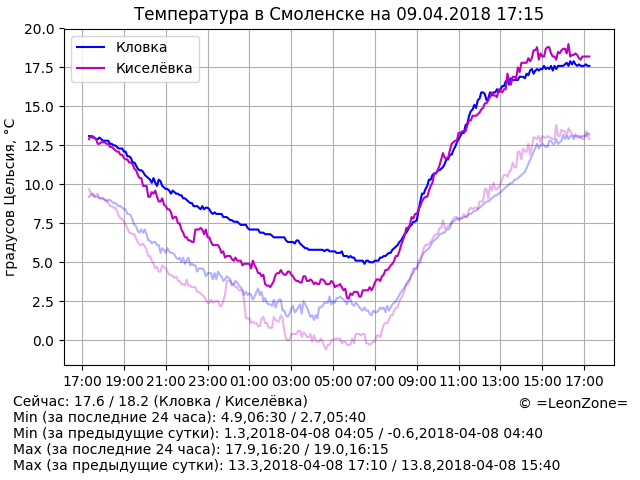 Температура в Смоленске на 09.04.2018 17:15
градусов Цельсия, °C
20.0
17.5
15.0
12.5
10.0
7.5
5.0
2.5
0.0
Кловка
Киселёвка
17:00 19:00 21:00 23:00 01:00 03:00 05:00 07:00 09:00 11:00 13:00 15:00 17:00
Сейчас: 17.6 / 18.2 (Кловка / Киселёвка)
© =LeonZone=
Min (за последние 24 часа): 4.9,06:30 / 2.7,05:40
Min (за предыдущие сутки): 1.3,2018-04-08 04:05 / -0.6,2018-04-08 04:40
Max (за последние 24 часа): 17.9,16:20 / 19.0,16:15
Max (за предыдущие сутки): 13.3,2018-04-08 17:10 / 13.8,2018-04-08 15:40